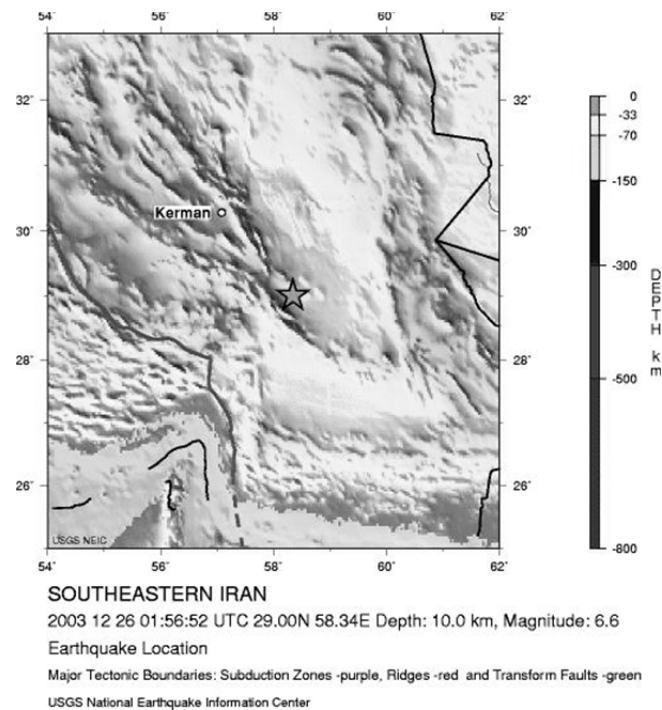 54˚ 56˚ 58˚ 60˚ 62˚
32˚ 32˚
Kerman
30˚ 30˚
28˚ 28˚
26˚ 26˚
USGS NEIC
54˚ 56˚ 58˚ 60˚ 62˚
0
-33
-70
-150
-300
-500
-800
DEPTH km
SOUTHEASTERN IRAN
2003 12 26 01:56:52 UTC 29.00N 58.34E Depth: 10.0 km, Magnitude: 6.6
Earthquake Location
Major Tectonic Boundaries: Subduction Zones -purple, Ridges -red and Transform Faults -green
USGS National Earthquake Information Center